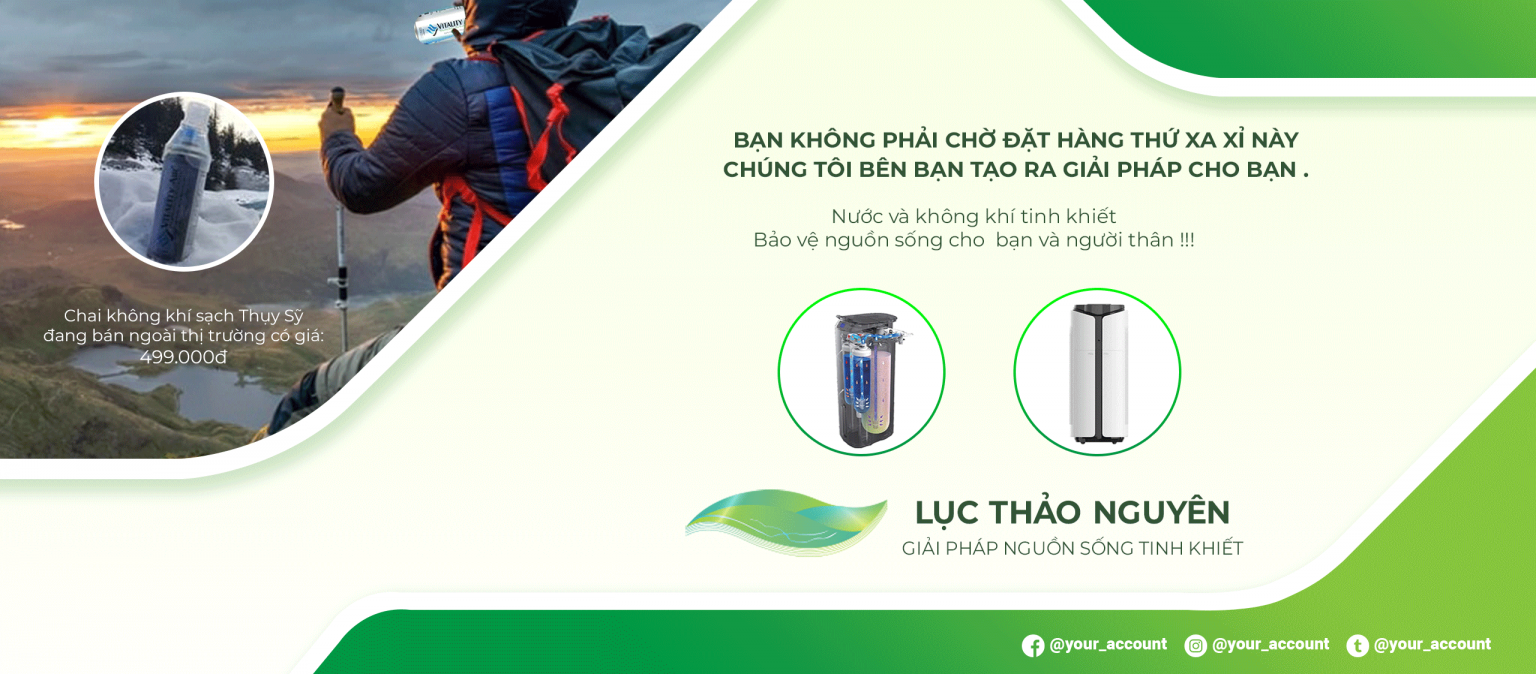 VITALITY
VITALITY AIR
Chai không khí sạch Thụy Sỹ
đang bán ngoài thị trường có giá:
499.000đ
BẠN KHÔNG PHẢI CHỜ ĐẶT HÀNG THỨ XA XỈ NÀY
CHÚNG TÔI BÊN BẠN TẠO RA GIẢI PHÁP CHO BẠN .
Nước và không khí tinh khiết
Bảo vệ nguồn sống cho  bạn và người thân !!!
LỤC THẢO NGUYÊN
GIẢI PHÁP NGUỒN SỐNG TINH KHIẾT
@your_account @your_account @your_account